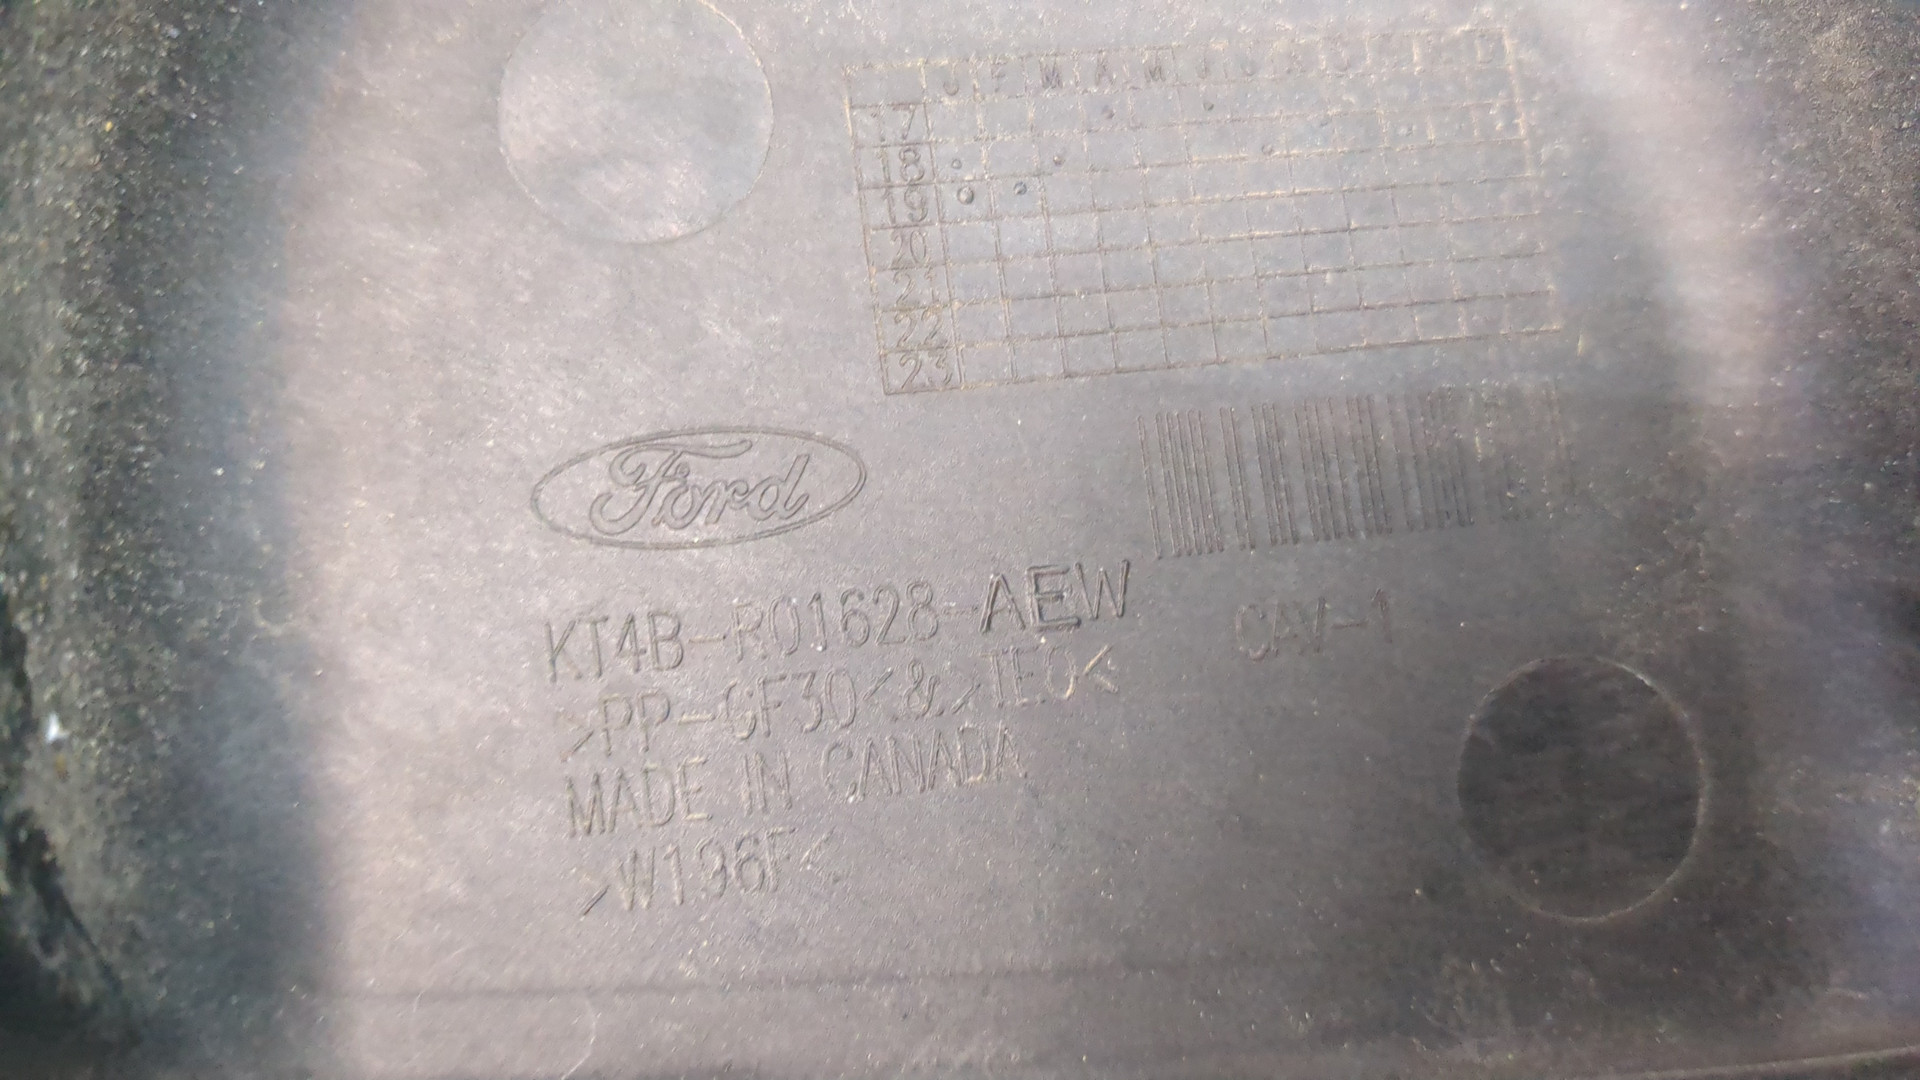 J F M A M J J A S O N D
17
18
19
20
21
22
23
Ford
KT4B-R01628-AEW
>PP-GF30<&>TEO<
CAV-1
MADE IN CANADA
>W196F<